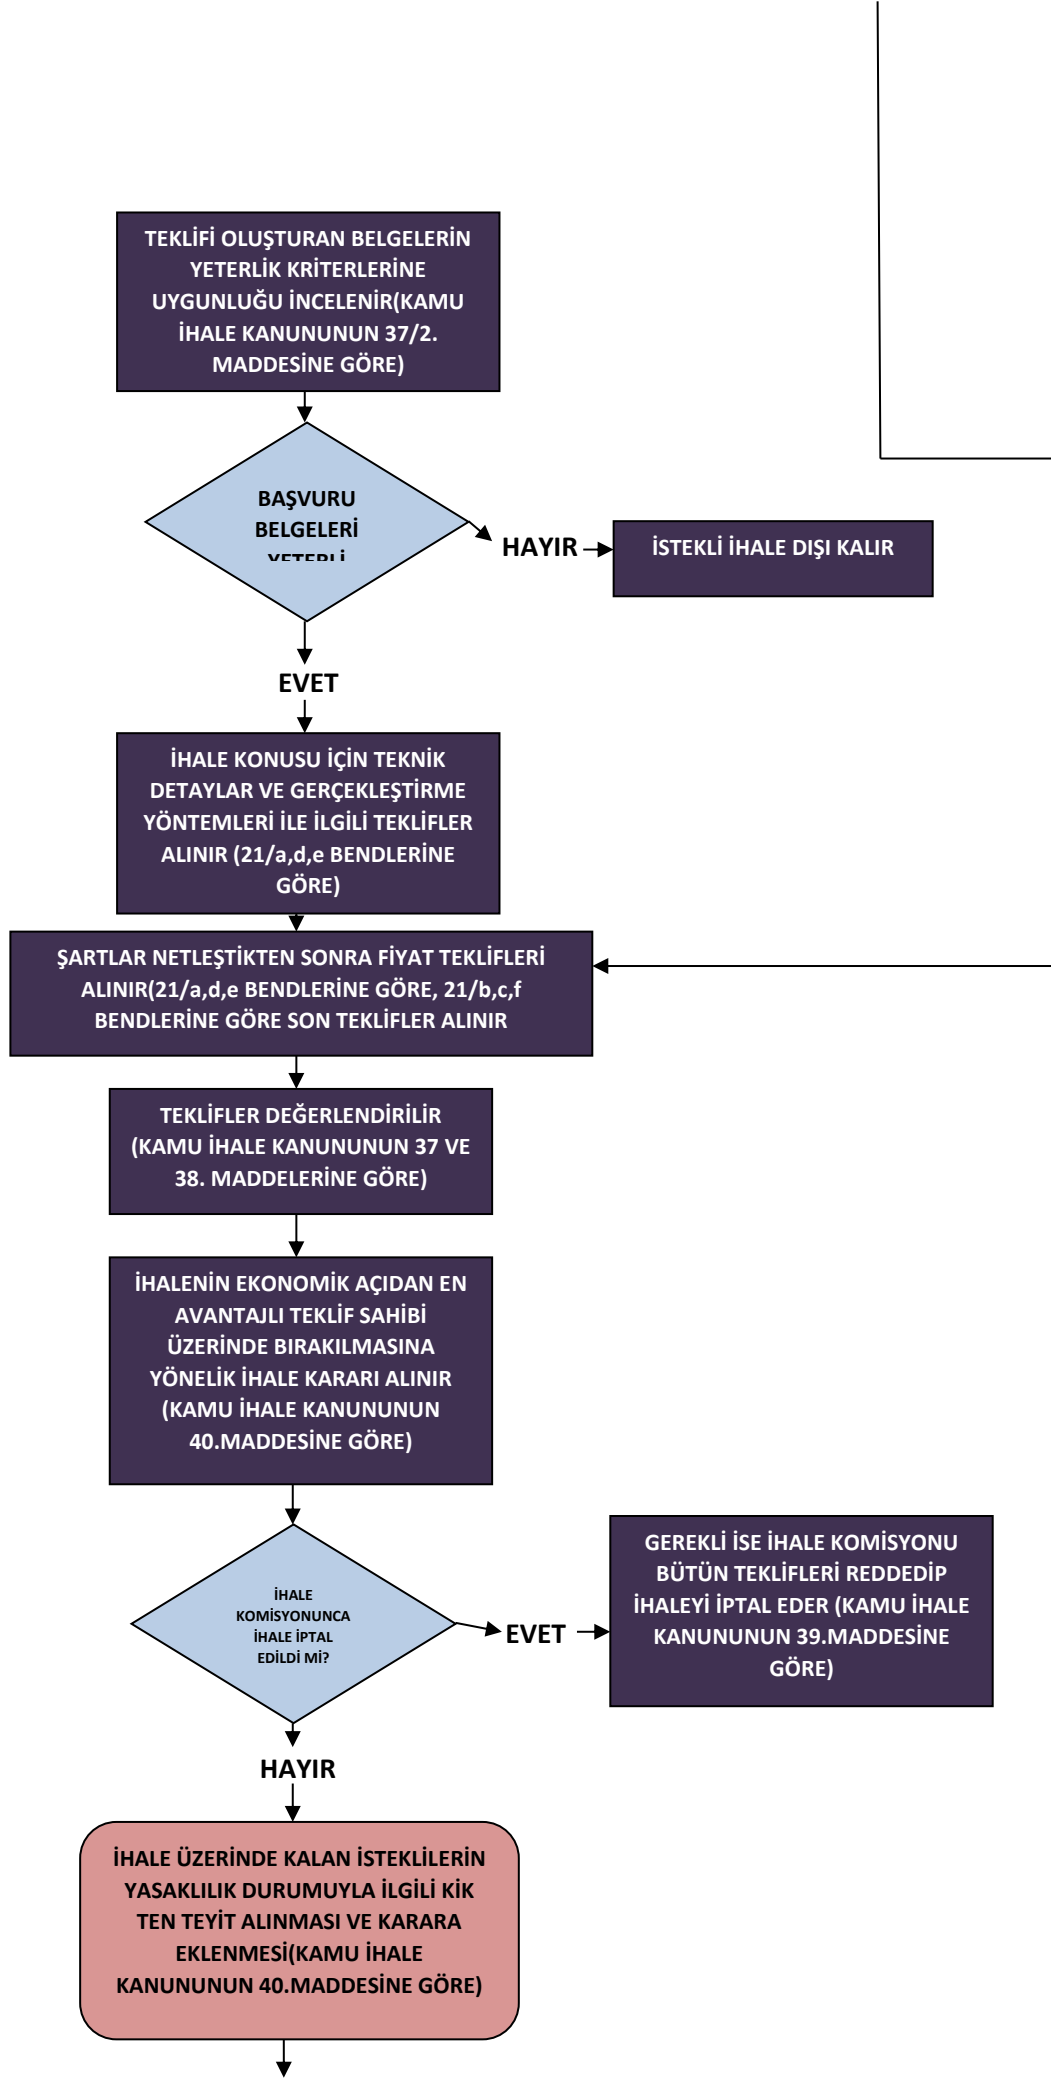 TEKLİFİ OLUŞTURAN BELGELERİN
YETERLİK KRİTERLERİNE
UYGUNLUĞU İNCELENİR(KAMU
İHALE KANUNUNUN 37/2.
MADDESİNE GÖRE)
BAŞVURU
BELGELERİ
YETERLİ
HAYIR
İSTEKLİ İHALE DIŞI KALIR
EVET
İHALE KONUSU İÇİN TEKNİK
DETAYLAR VE GERÇEKLEŞTİRME
YÖNTEMLERİ İLE İLGİLİ TEKLİFLER
ALINIR (21/a,d,e BENDLERİNE
GÖRE)
ŞARTLAR NETLEŞTİKTEN SONRA FİYAT TEKLİFLERİ
ALINIR(21/a,d,e BENDLERİNE GÖRE, 21/b,c,f
BENDLERİNE GÖRE SON TEKLİFLER ALINIR
TEKLİFLER DEĞERLENDİRİLİR
(KAMU İHALE KANUNUNUN 37 VE
38. MADDELERİNE GÖRE)
İHALENİN EKONOMİK AÇIDAN EN
AVANTAJLI TEKLİF SAHİBİ
ÜZERİNDE BIRAKILMASINA
YÖNELİK İHALE KARARI ALINIR
(KAMU İHALE KANUNUNUN
40.MADDESİNE GÖRE)
İHALE
KOMİSYONUNCA
İHALE İPTAL
EDİLDİ Mİ?
EVET
GEREKLİ İSE İHALE KOMİSYONU
BÜTÜN TEKLİFLERİ REDDEDİP
İHALEYİ İPTAL EDER (KAMU İHALE
KANUNUNUN 39.MADDESİNE
GÖRE)
HAYIR
İHALE ÜZERİNDE KALAN İSTEKLİLERİN
YASAKLILIK DURUMUYLA İLGİLİ KİK
TEN TEYİT ALINMASI VE KARARA
EKLENMESİ(KAMU İHALE
KANUNUNUN 40.MADDESİNE GÖRE)